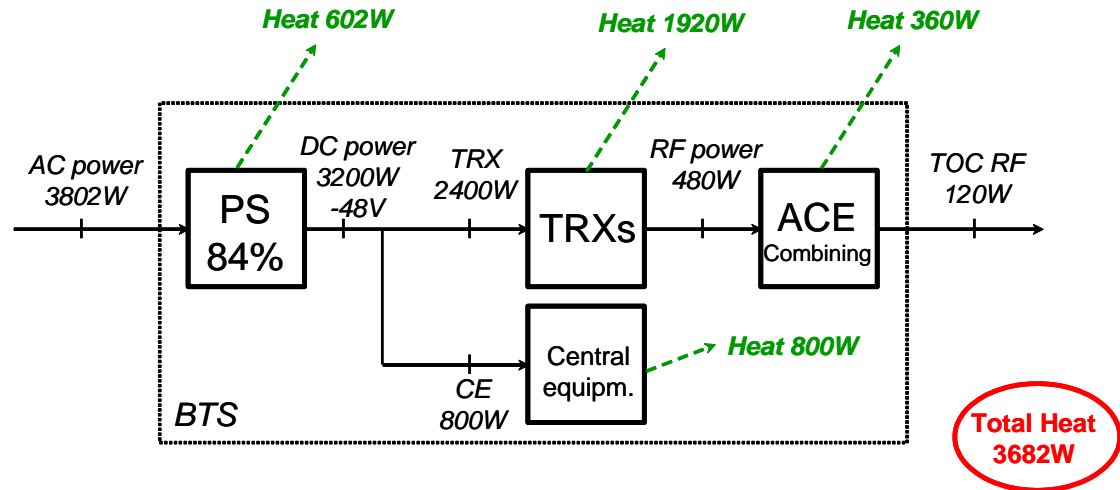 Heat 602W
Heat 1920W
Heat 360W
AC power
3802W
DC power
3200W
-48V
TRX
2400W
RF power
480W
TOC RF
120W
PS
84%
TRXs
ACE
Combining
Central
equipm.
Heat 800W
CE
800W
BTS
Total Heat
3682W